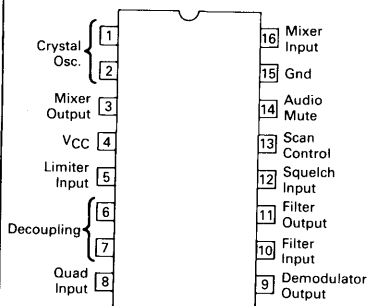 Crystal
Osc.
1
2
Mixer
Output
3
VCC
4
Limiter
Input
5
Decoupling
6
7
Quad
Input
8
16
Mixer
Input
15
Gnd
14
Audio
Mute
13
Scan
Control
12
Squelch
Input
11
Filter
Output
10
Filter
Input
9
Demodulator
Output